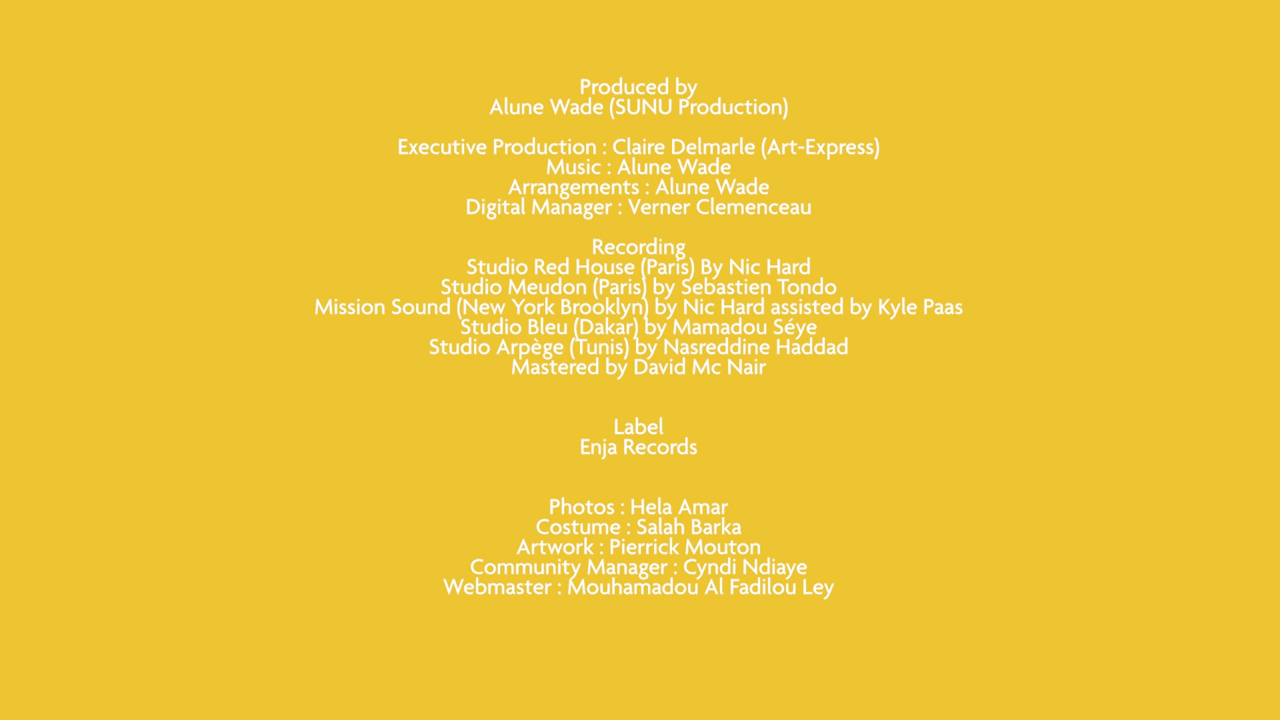 Produced by
Alune Wade (SUNU Production)
Executive Production : Claire Delmarle (Art-Express)
Music : Alune Wade
Arrangements : Alune Wade
Digital Manager : Verner Clemenceau
Recording
Studio Red House (Paris) By Nic Hard
Studio Meudon (Paris) by Sebastien Tondo
Mission Sound (New York Brooklyn) by Nic Hard assisted by Kyle Paas
Studio Bleu (Dakar) by Mamadou Séye
Studio Arpège (Tunis) by Nasreddine Haddad
Mastered by David Mc Nair
Label
Enja Records
Photos : Hela Amar
Costume : Salah Barka
Artwork : Pierrick Mouton
Community Manager : Cyndi Ndiaye
Webmaster : Mouhamadou Al Fadilou Ley